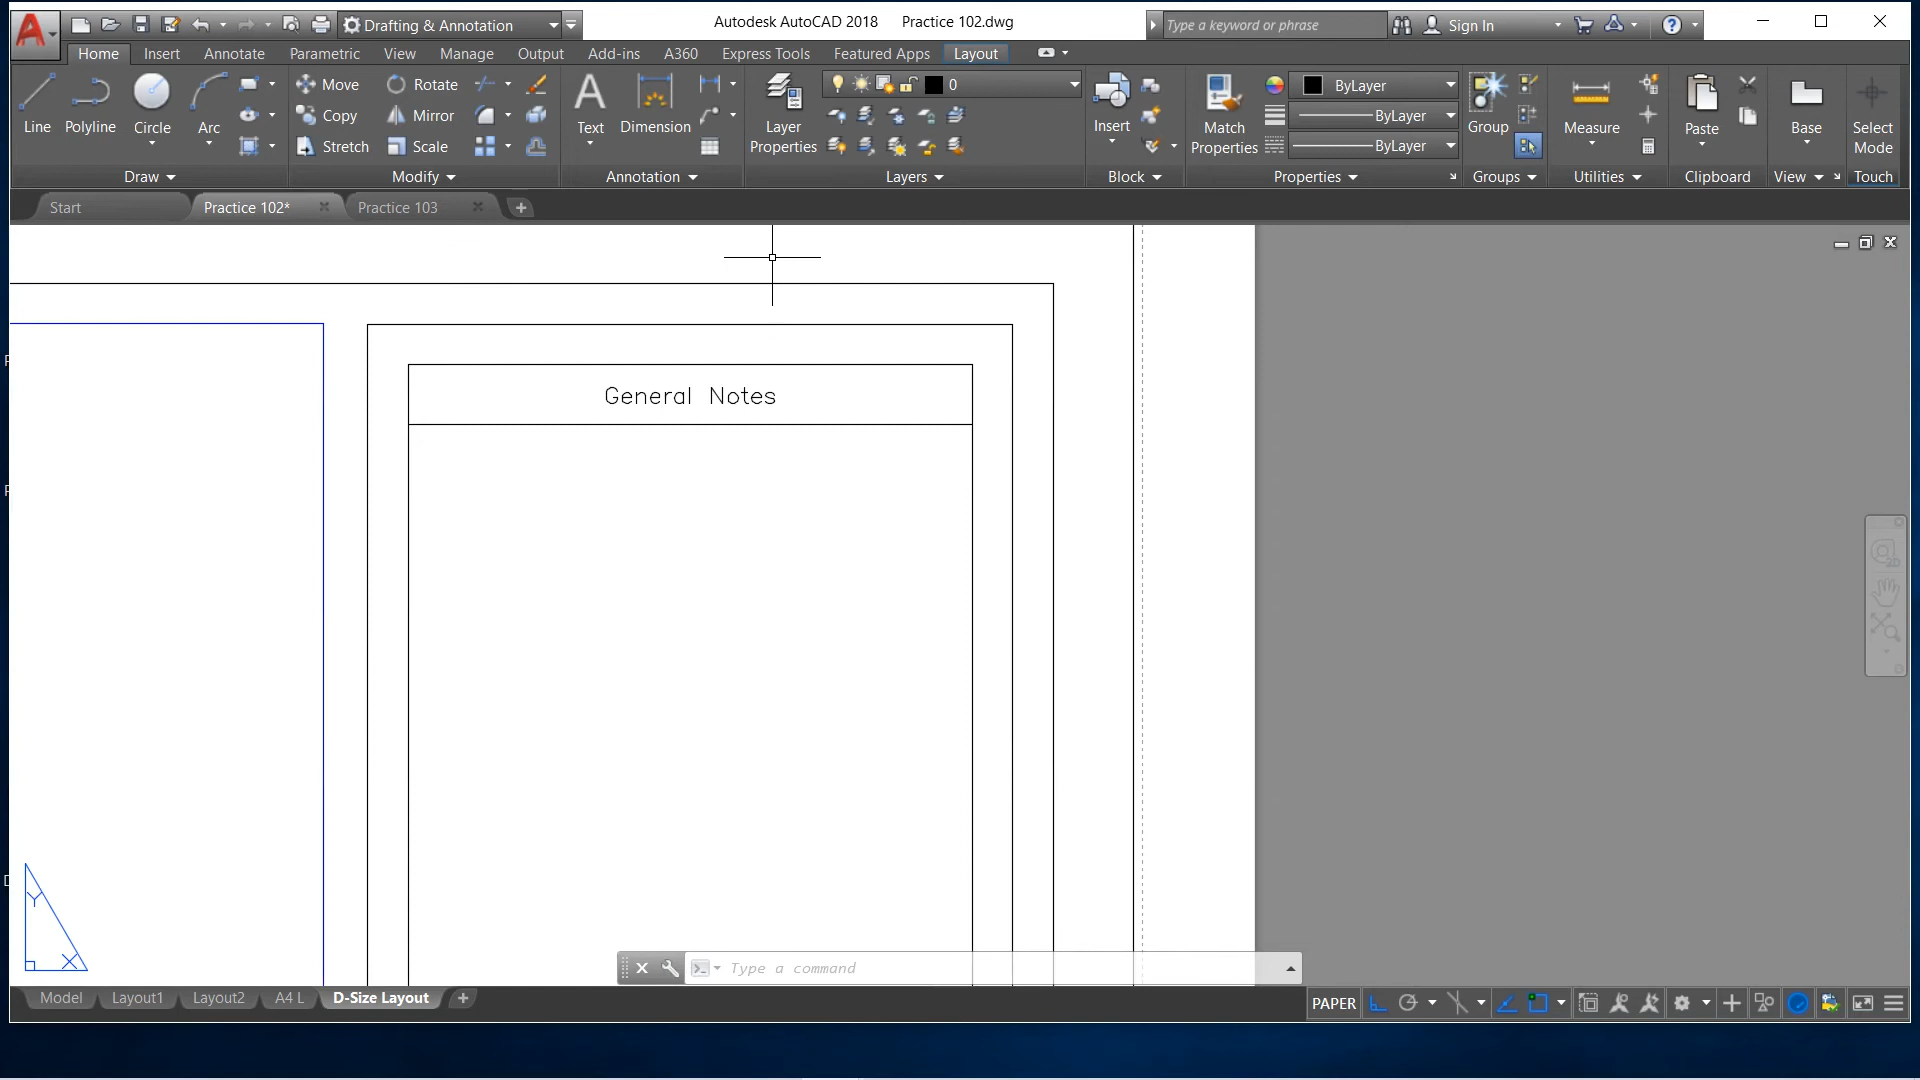 Drafting & Annotation
Autodesk AutoCAD 2018 Practice 102.dwg
Type a keyword or phrase
Sign In
Home Insert Annotate Parametric View Manage Output Add-ins A360 Express Tools Featured Apps Layout
Line Polyline Circle Arc
Move Rotate
Copy Mirror
Stretch Scale
Text Dimension
Layer Properties
0
Insert
Match Properties
ByLayer
ByLayer
ByLayer
Group
Measure
Paste
Base
Select Mode
Draw Modify Annotation Layers Block Properties Groups Utilities Clipboard View Touch
Start Practice 102* Practice 103
General Notes
Y
X
Type a command
Model Layout1 Layout2 A4 L D-Size Layout
PAPER